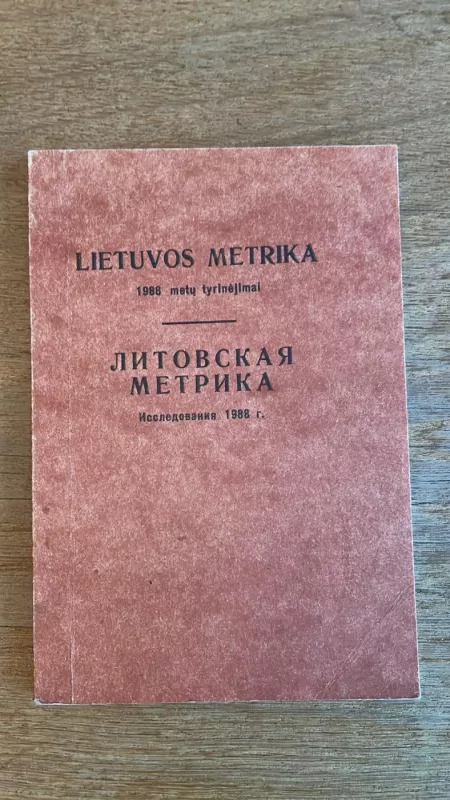 LIETUVOS METRIKA
1988 metų tyrinėjimai
ЛИТОВСКАЯ
МЕТРИКА
Исследования 1988 г.